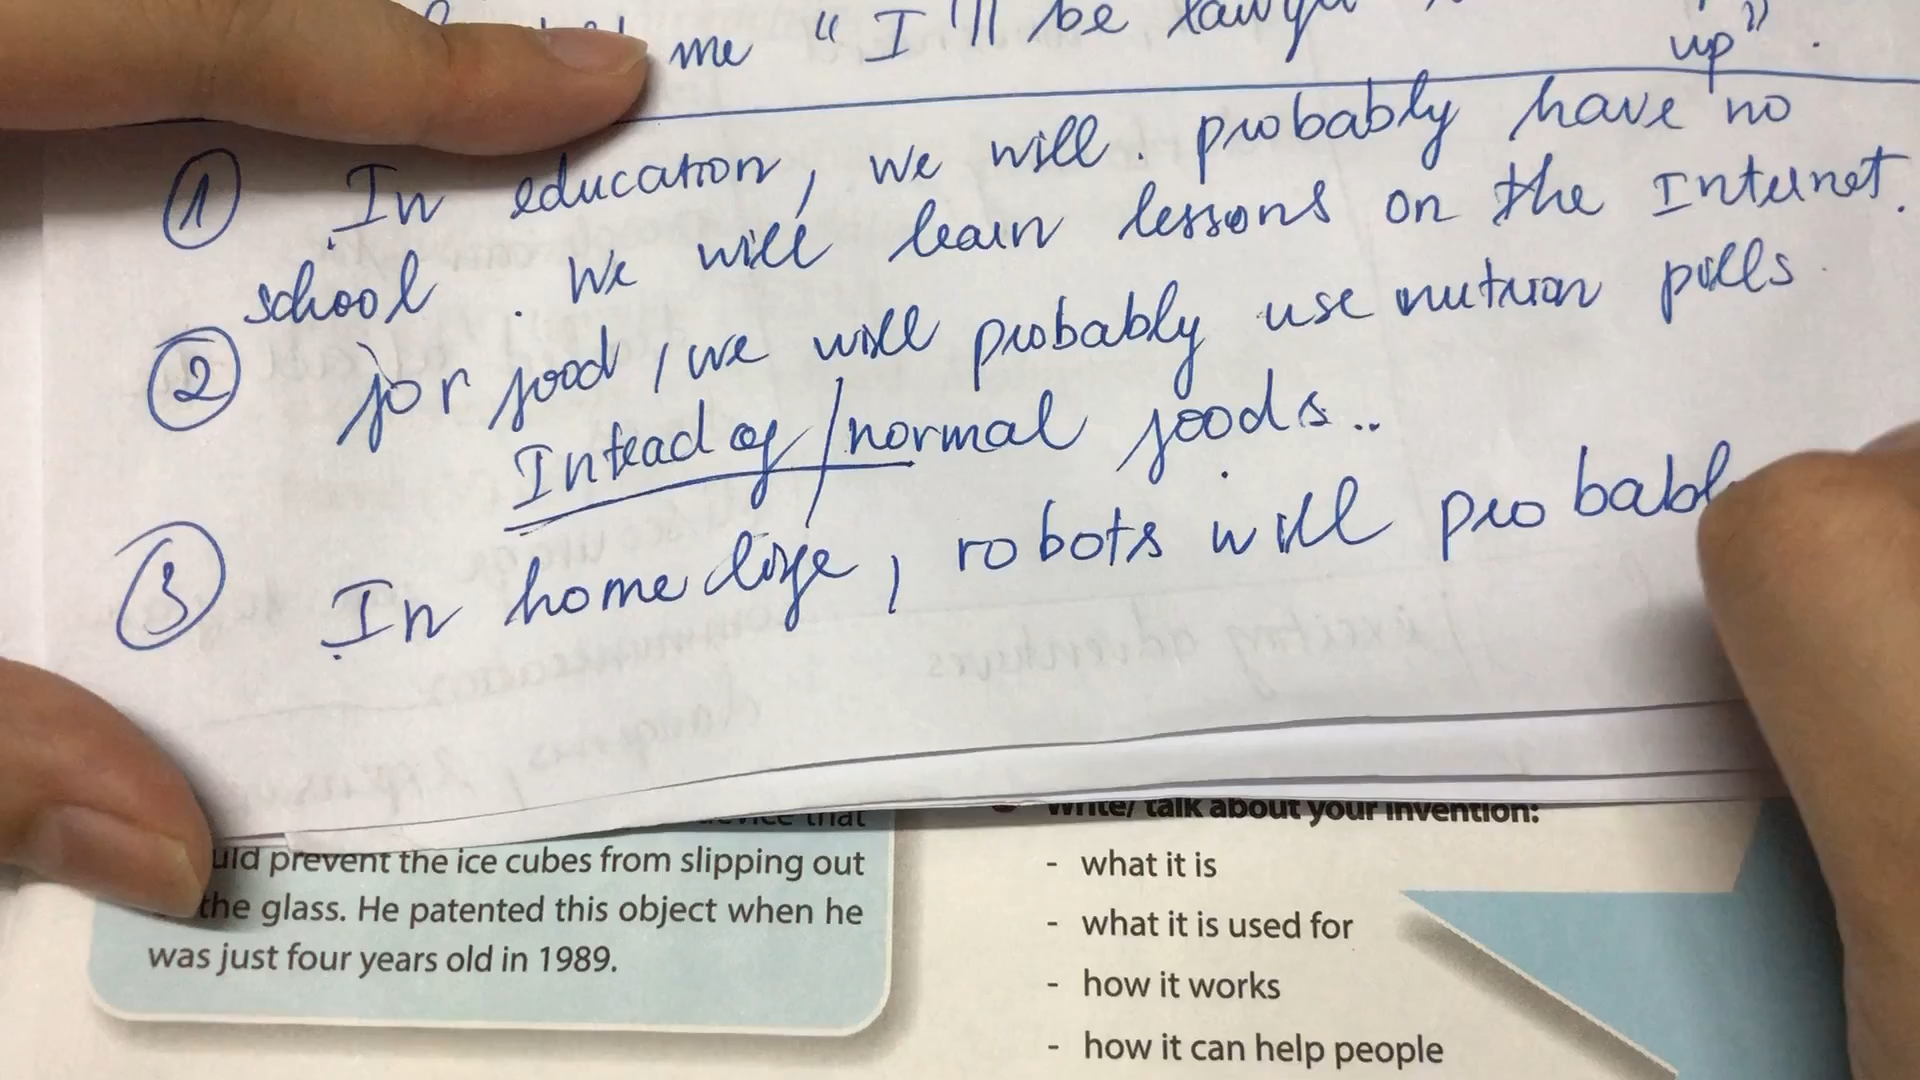 me " I'll be
up" .
① In education, we will . probably have no
school . We will learn lessons on the Internet.
② for food, we will probably use nutrion pills
Intead of / normal foods..
③ In home life, robots will probabl
uld prevent the ice cubes from slipping out
the glass. He patented this object when he
was just four years old in 1989.
Write/ talk about your invention:
- what it is
- what it is used for
- how it works
- how it can help people